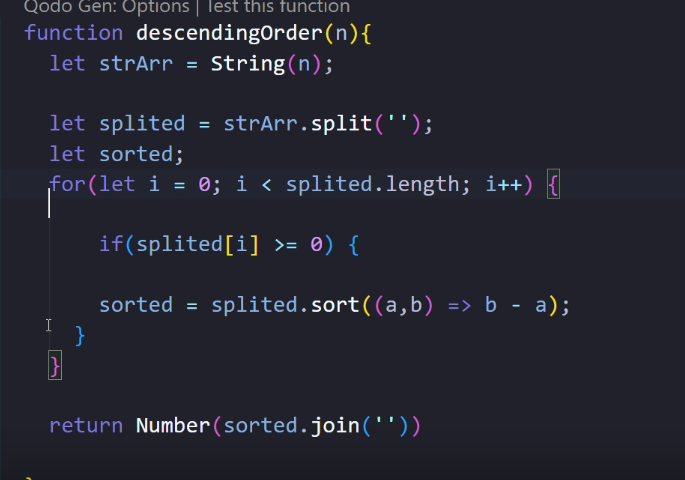 Qodo Gen: Options | Test this function
function descendingOrder(n){
let strArr = String(n);
let splited = strArr.split('');
let sorted;
for(let i = 0; i < splited.length; i++) {
if(splited[i] >= 0) {
sorted = splited.sort((a,b) => b - a);
}
}
return Number(sorted.join(''))
}